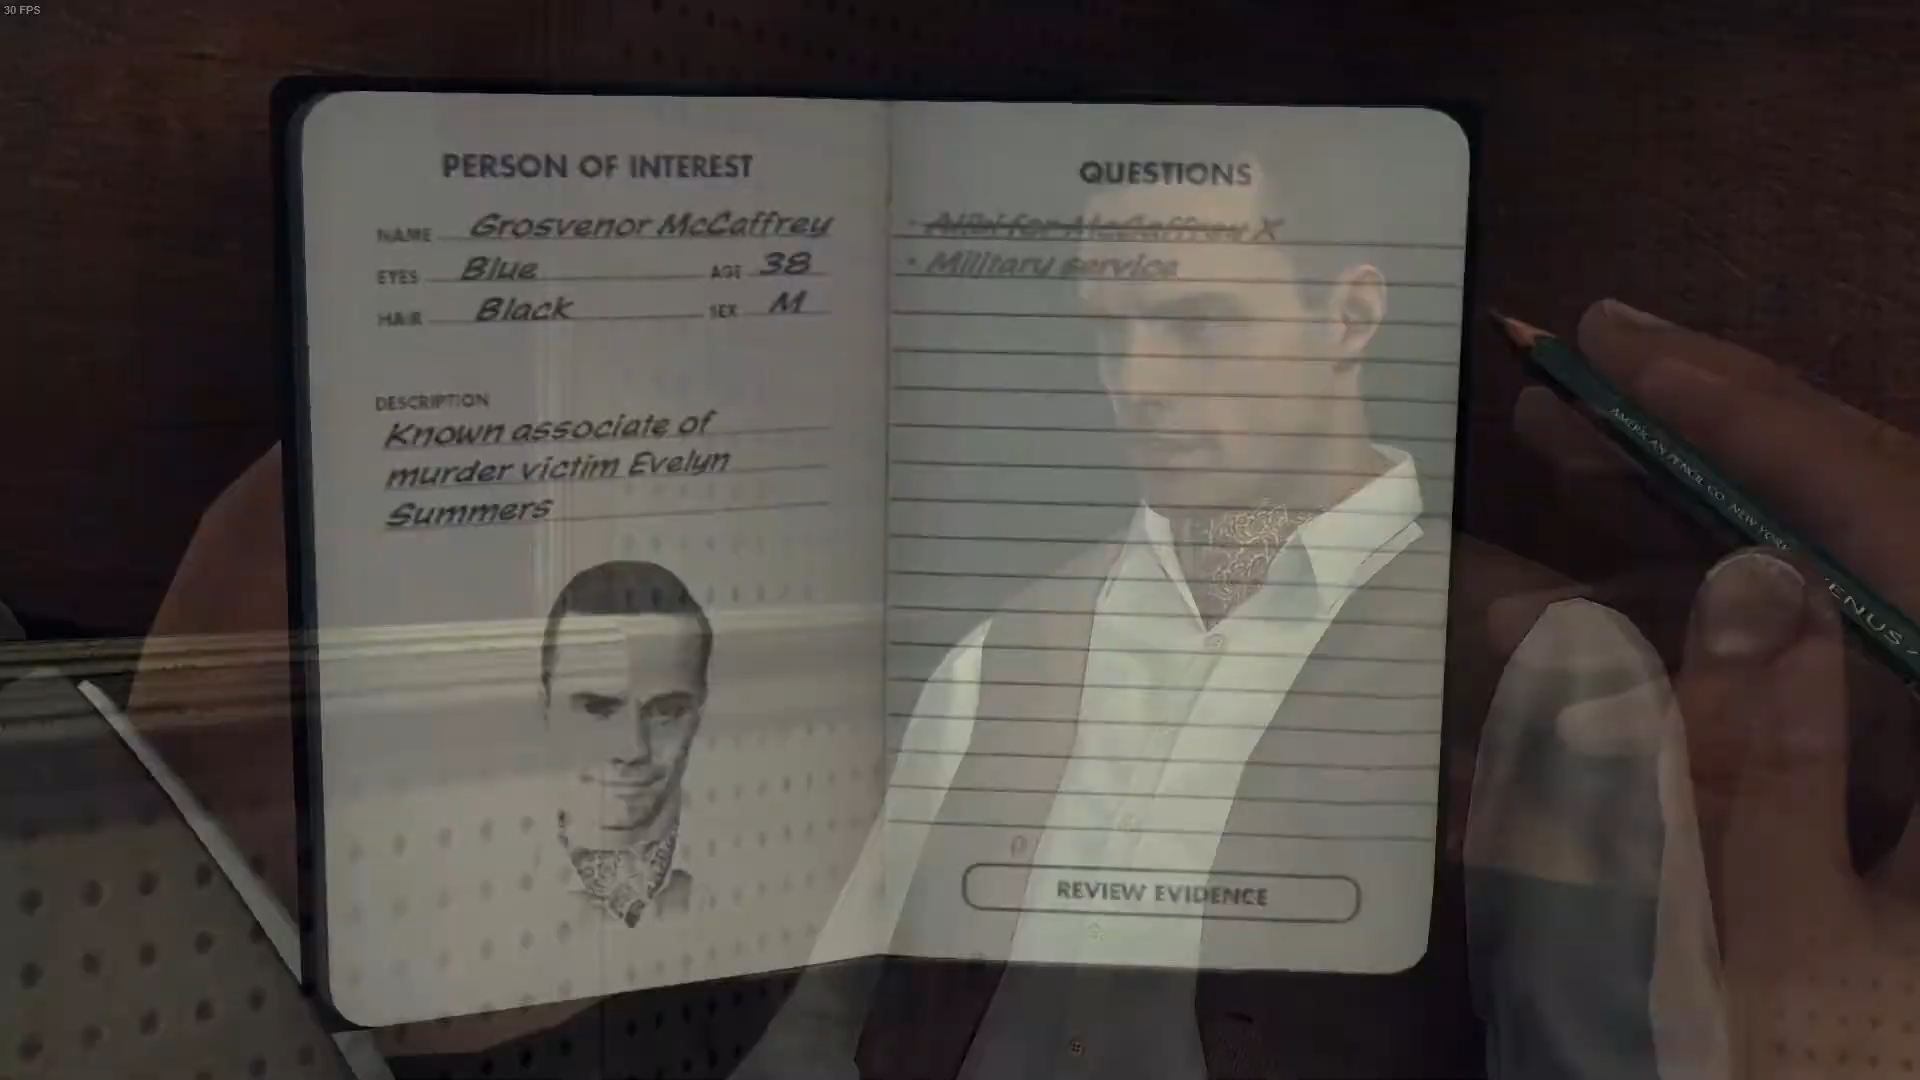 30 FPS
PERSON OF INTEREST
NAME Grosvenor McCaffrey
EYES Blue AGE 38
HAIR Black SEX M
DESCRIPTION
Known associate of
murder victim Evelyn
Summers
QUESTIONS
- Alibi for McCaffrey X
• Military service
REVIEW EVIDENCE
AMERICAN PENCIL CO. NEW YORK
VENUS